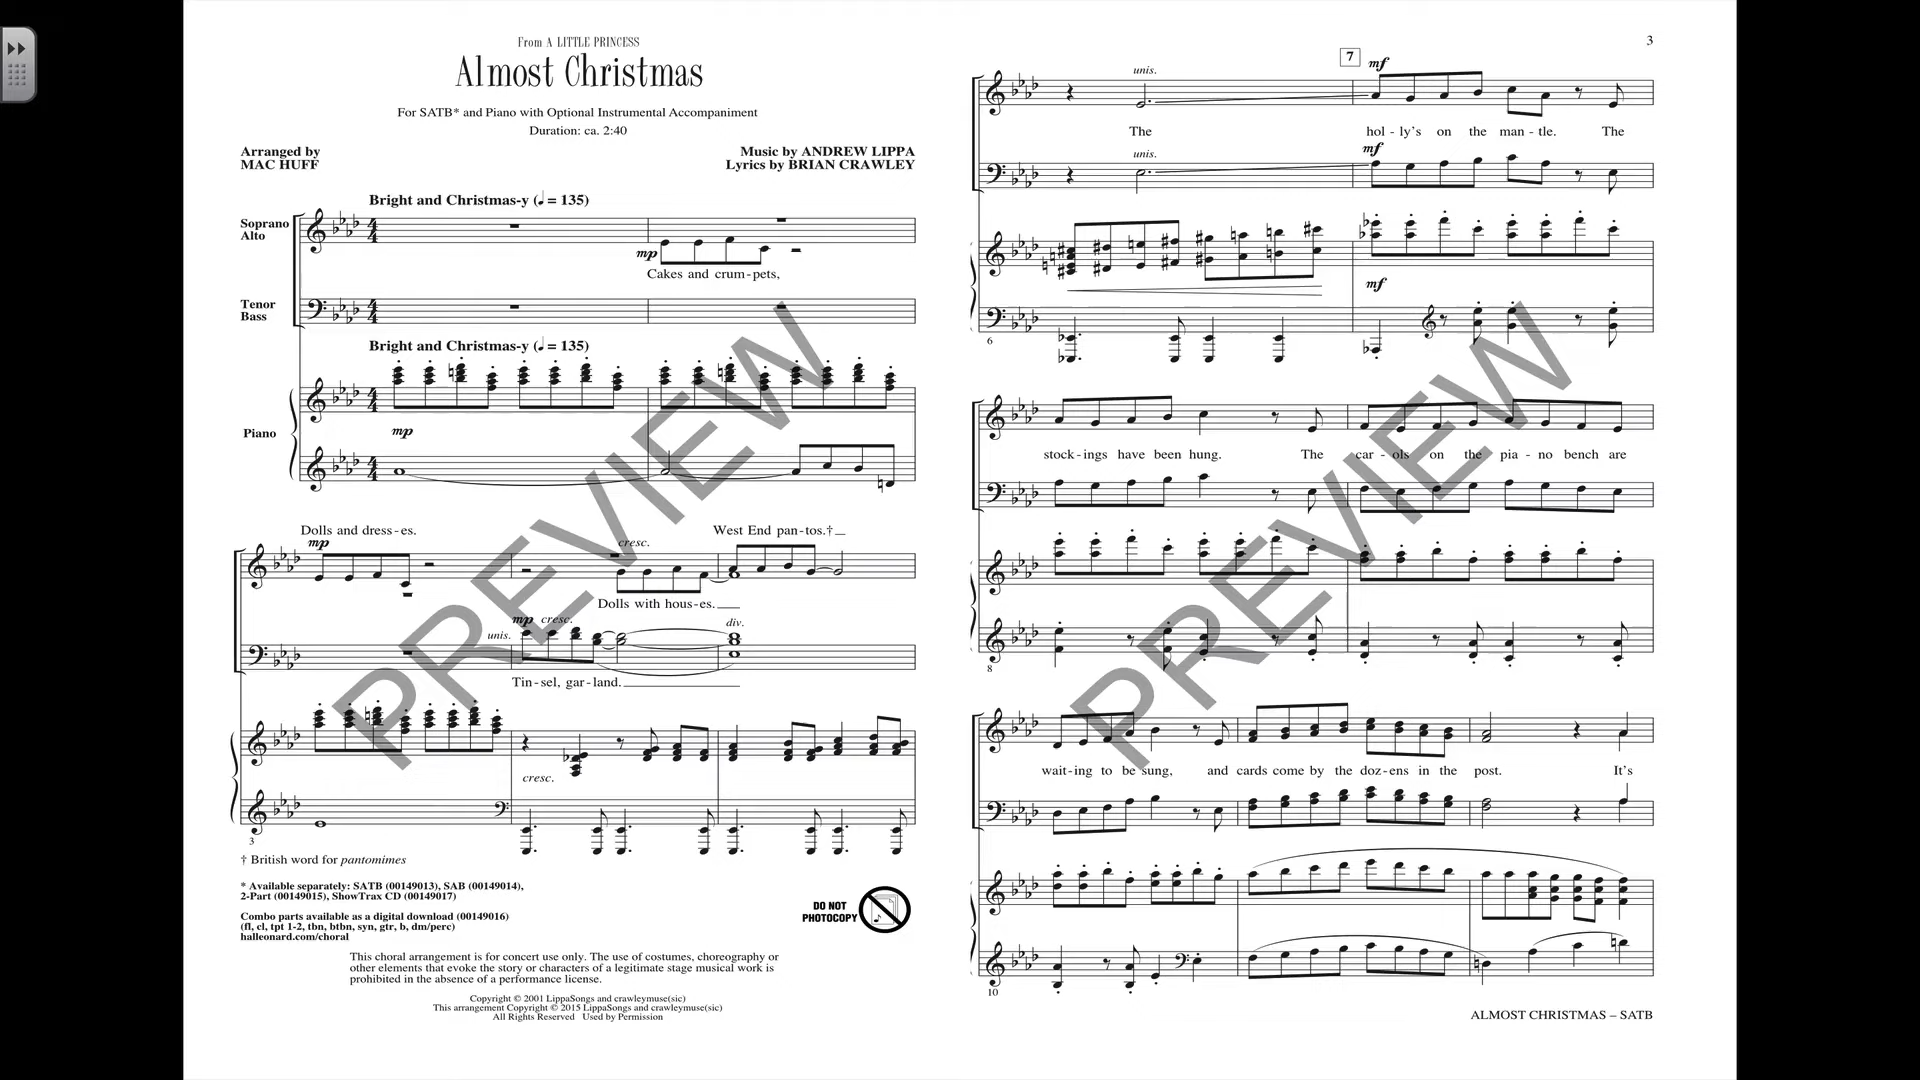 From A LITTLE PRINCESS
Almost Christmas
For SATB* and Piano with Optional Instrumental Accompaniment
Duration: ca. 2:40
Arranged by
MAC HUFF
Music by ANDREW LIPPA
Lyrics by BRIAN CRAWLEY
Bright and Christmas-y (♩ = 135)
Soprano
Alto
mp
Cakes and crum - pets,
Tenor
Bass
Bright and Christmas-y (♩ = 135)
Piano
mp
Dolls and dress - es.
West End pan - tos.†
mp
cresc.
Dolls with hous - es.
mp cresc.
unis.
div.
Tin - sel, gar - land.
cresc.
3
† British word for pantomimes
* Available separately: SATB (00149013), SAB (00149014),
2-Part (00149015), ShowTrax CD (00149017)
Combo parts available as a digital download (00149016)
(fl, cl, tpt 1-2, tbn, btbn, syn, gtr, b, dm/perc)
halleonard.com/choral
DO NOT
PHOTOCOPY
This choral arrangement is for concert use only. The use of costumes, choreography or
other elements that evoke the story or characters of a legitimate stage musical work is
prohibited in the absence of a performance license.
Copyright © 2001 LippaSongs and crawleymuse(sic)
This arrangement Copyright © 2015 LippaSongs and crawleymuse(sic)
All Rights Reserved Used by Permission
PREVIEW
3
7
unis.
mf
The hol - ly's on the man - tle. The
unis.
mf
mf
6
stock - ings have been hung. The car - ols on the pia - no bench are
8
wait - ing to be sung, and cards come by the doz - ens in the post. It's
10
ALMOST CHRISTMAS – SATB
PREVIEW